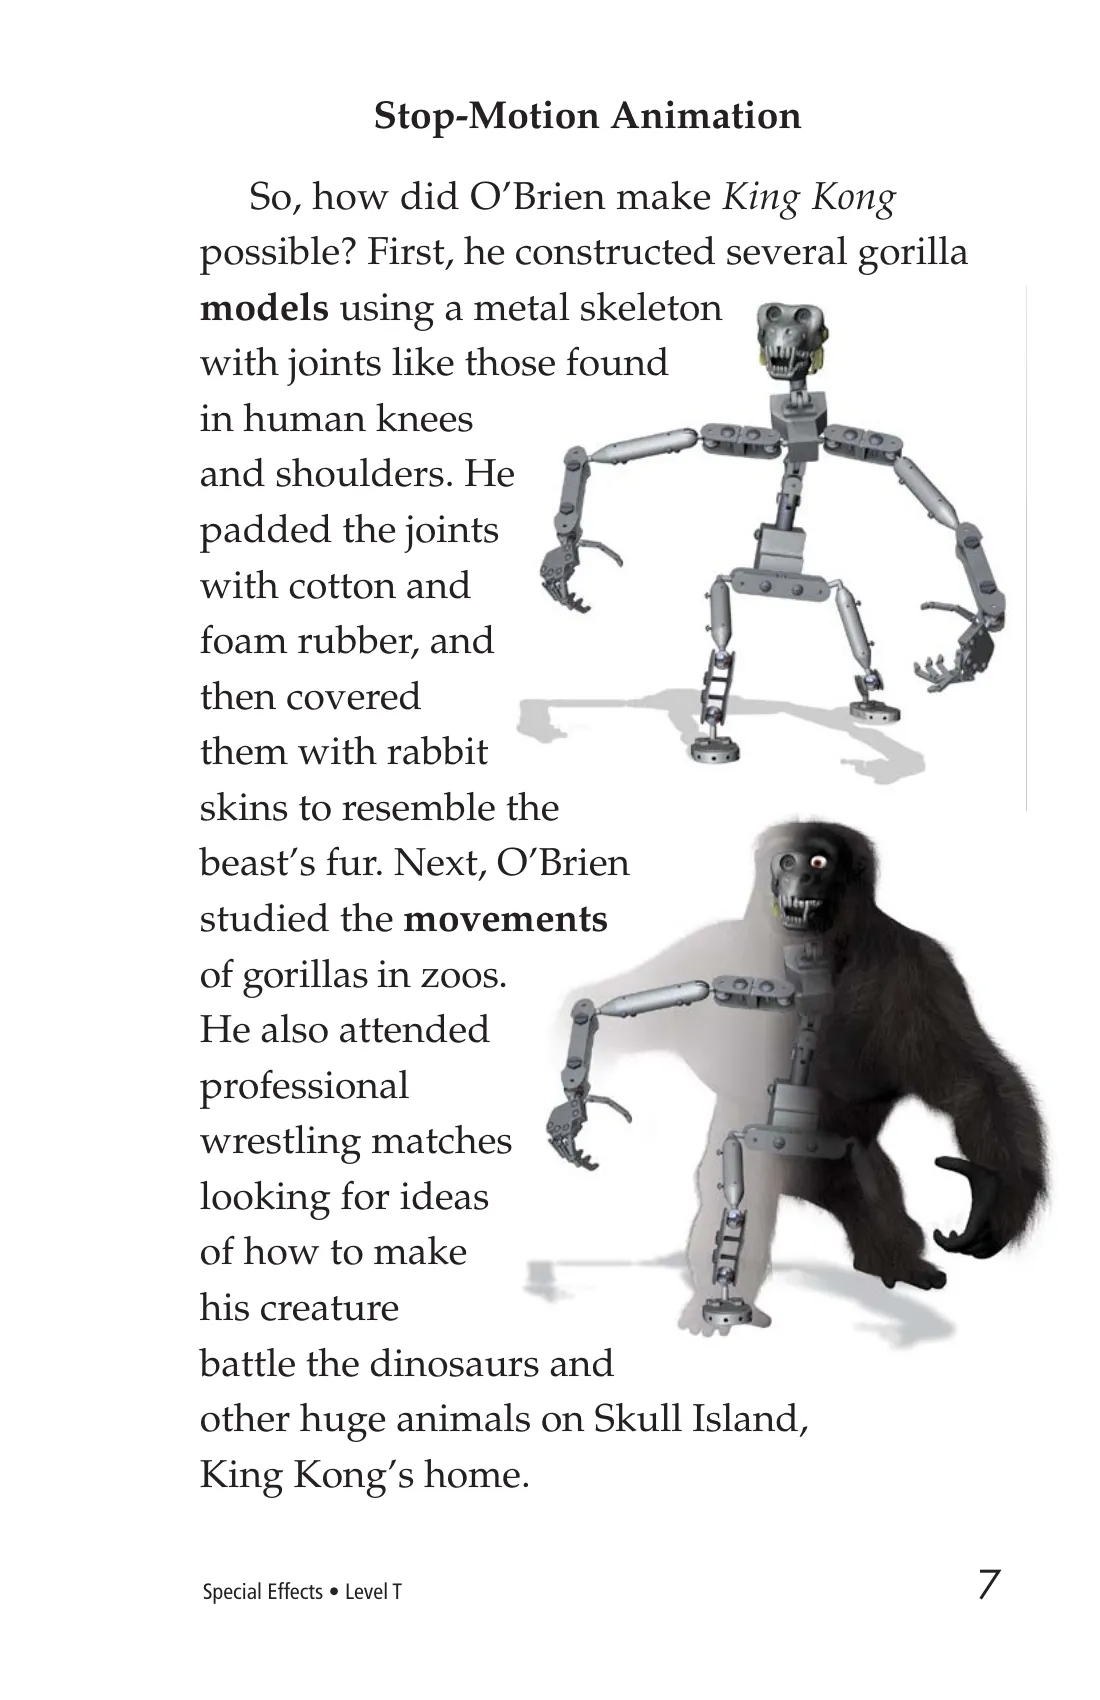 Stop-Motion Animation
So, how did O’Brien make King Kong
possible? First, he constructed several gorilla
models using a metal skeleton
with joints like those found
in human knees
and shoulders. He
padded the joints
with cotton and
foam rubber, and
then covered
them with rabbit
skins to resemble the
beast’s fur. Next, O’Brien
studied the movements
of gorillas in zoos.
He also attended
professional
wrestling matches
looking for ideas
of how to make
his creature
battle the dinosaurs and
other huge animals on Skull Island,
King Kong’s home.
Special Effects • Level T
7